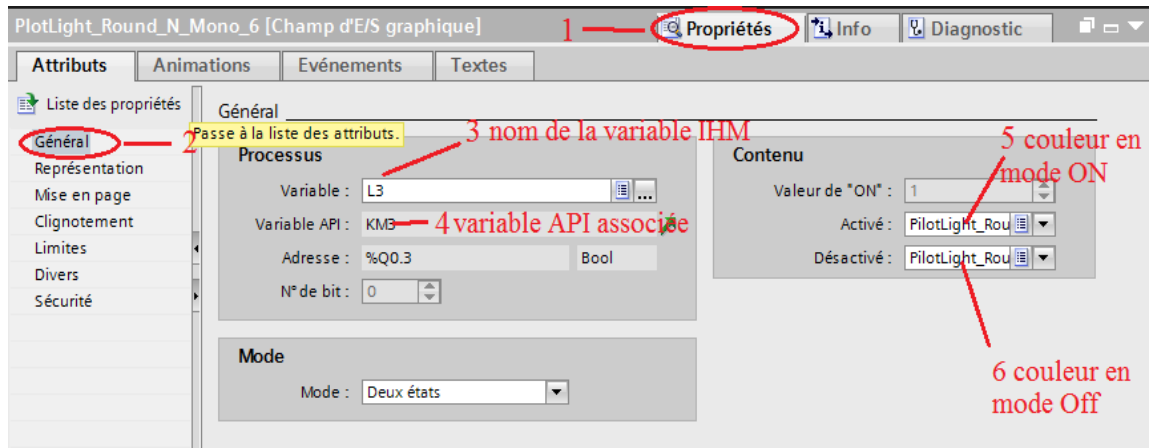 PlotLight_Round_N_Mono_6 [Champ d'E/S graphique]
1
Propriétés
Info
Diagnostic
Attributs
Animations
Evénements
Textes
Liste des propriétés
Général
Général
2
Passe à la liste des attributs.
3 nom de la variable IHM
5 couleur en
mode ON
Représentation
Mise en page
Clignotement
Limites
Divers
Sécurité
Processus
Variable : L3
...
Variable API : KM3
4 variable API associée
Adresse : %Q0.3 Bool
N° de bit : 0
Contenu
Valeur de "ON" : 1
Activé : PilotLight_Rou
Désactivé : PilotLight_Rou
Mode
Mode : Deux états
6 couleur en
mode Off